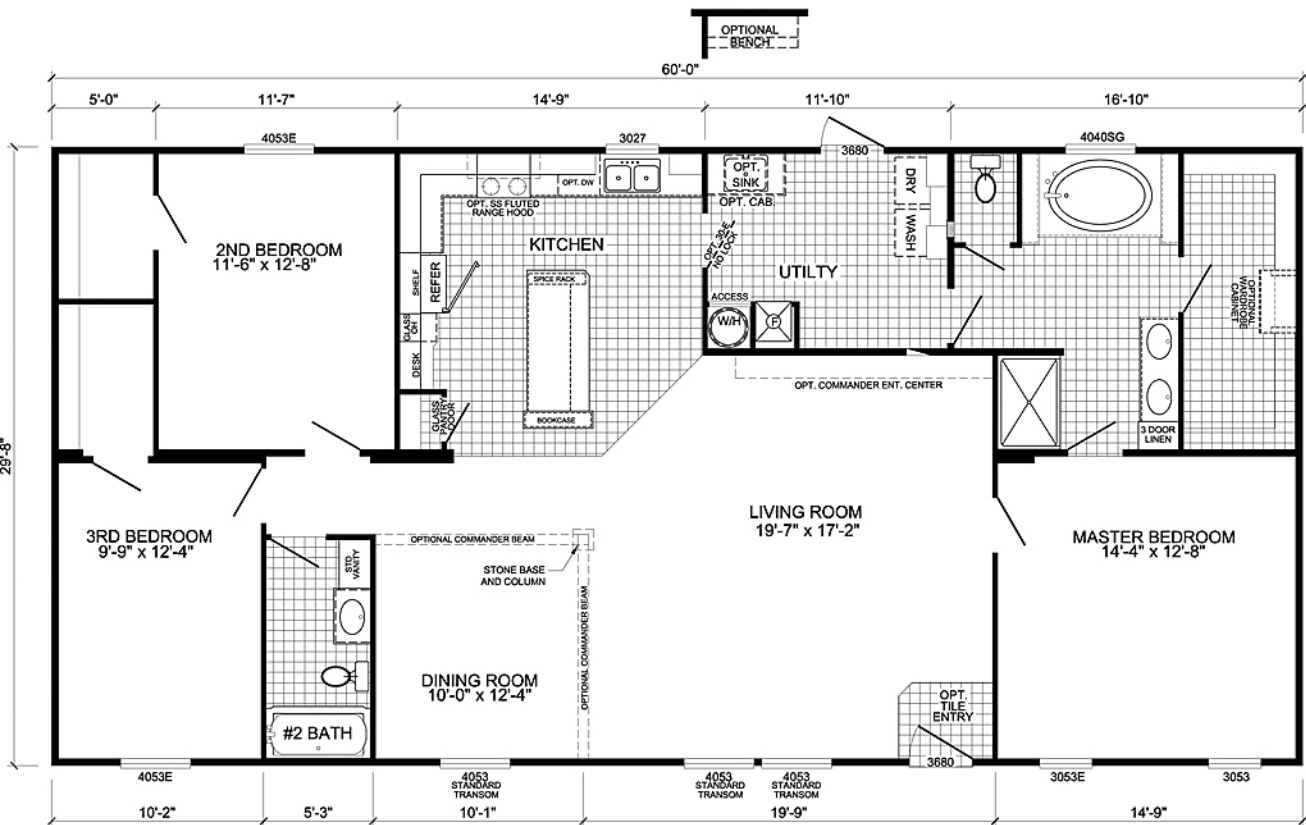 OPTIONAL
BENCH
60'-0"
5'-0"
11'-7"
14'-9"
11'-10"
16'-10"
4053E
3027
3680
4040SG
29'-8"
OPT. DW
OPT. SS FLUTED
RANGE HOOD
OPT.
SINK
OPT. CAB.
DRY
WASH
2ND BEDROOM
11'-6" x 12'-8"
KITCHEN
OPT. 30-E
NO LOCK
UTILTY
SHELF
REFER
SPICE RACK
GLASS
OH
DESK
ACCESS
W/H
F
OPTIONAL
WARDROBE
CABINET
OPT. COMMANDER ENT. CENTER
GLASS
PANTRY
DOOR
BOOKCASE
3 DOOR
LINEN
3RD BEDROOM
9'-9" x 12'-4"
OPTIONAL COMMANDER BEAM
STD
VANITY
STONE BASE
AND COLUMN
OPTIONAL COMMANDER BEAM
LIVING ROOM
19'-7" x 17'-2"
MASTER BEDROOM
14'-4" x 12'-8"
DINING ROOM
10'-0" x 12'-4"
OPT.
TILE
ENTRY
#2 BATH
4053E
4053
STANDARD
TRANSOM
4053
STANDARD
TRANSOM
4053
STANDARD
TRANSOM
3680
3053E
3053
10'-2"
5'-3"
10'-1"
19'-9"
14'-9"